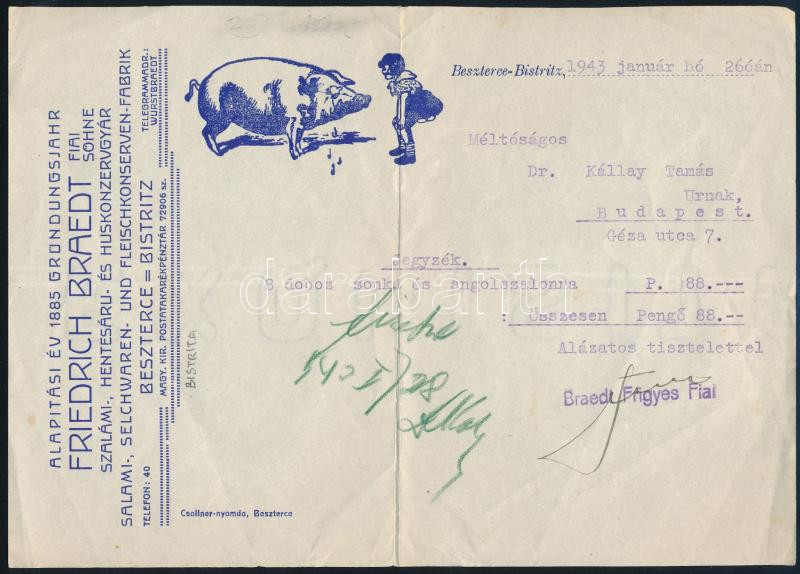 ALAPITÁSI ÉV 1885 GRÜNDUNGSJAHR
FRIEDRICH BRAEDT FIAI SÖHNE
SZALÁMI-, HENTESÁRU- ÉS HUSKONZERVGYÁR
SALAMI-, SELCHWAREN- UND FLEISCHKONSERVEN-FABRIK
BESZTERCE = BISTRITZ
TELEFON: 40
MAGY. KIR. POSTATAKARÉKPÉNZTÁR 72906 sz.
TELEGRAMMADR.:
WURSTBRAEDT
BISTRITA
Beszterce-Bistritz, 1943 január hó 266án
Méltóságos
Dr. Kállay Tamás
Urnak,
Budapest.
Géza utca 7.
Jegyzék.
8 doboz sonka és angolszalonna P. 88.---
: Összesen Pengő 88.--
Alázatos tisztelettel
Braedt Frigyes Fiai
Csallner-nyomda, Beszterce
darabanth